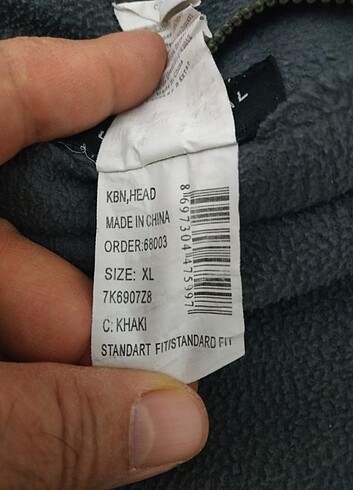 KBN,HEAD
MADE IN CHINA
ORDER:68003
SIZE: XL
7K6907Z8
C: KHAKI
STANDART FIT/STANDARD FIT
8697304475997